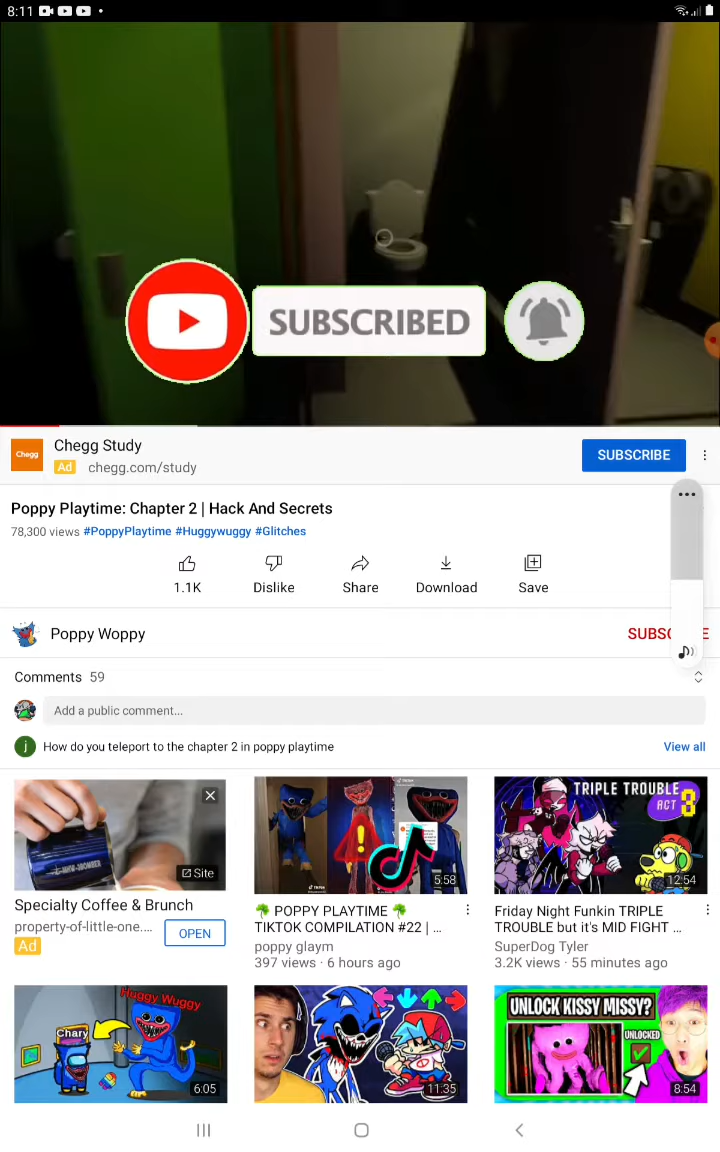 8:11
SUBSCRIBED
Chegg
Chegg Study
Ad chegg.com/study
SUBSCRIBE
Poppy Playtime: Chapter 2 | Hack And Secrets
78,300 views #PoppyPlaytime #Huggywuggy #Glitches
1.1K Dislike Share Download Save
Poppy Woppy
SUBSC E
Comments 59
Add a public comment...
j How do you teleport to the chapter 2 in poppy playtime
View all
Site
Specialty Coffee & Brunch
property-of-little-one....
Ad
OPEN
5:58
POPPY PLAYTIME
TIKTOK COMPILATION #22 | ...
poppy glaym
397 views · 6 hours ago
TRIPLE TROUBLE
ACT 3
12:54
Friday Night Funkin TRIPLE
TROUBLE but it's MID FIGHT ...
SuperDog Tyler
3.2K views · 55 minutes ago
Huggy Wuggy
Chary
6:05
11:35
UNLOCK KISSY MISSY?
UNLOCKED
8:54